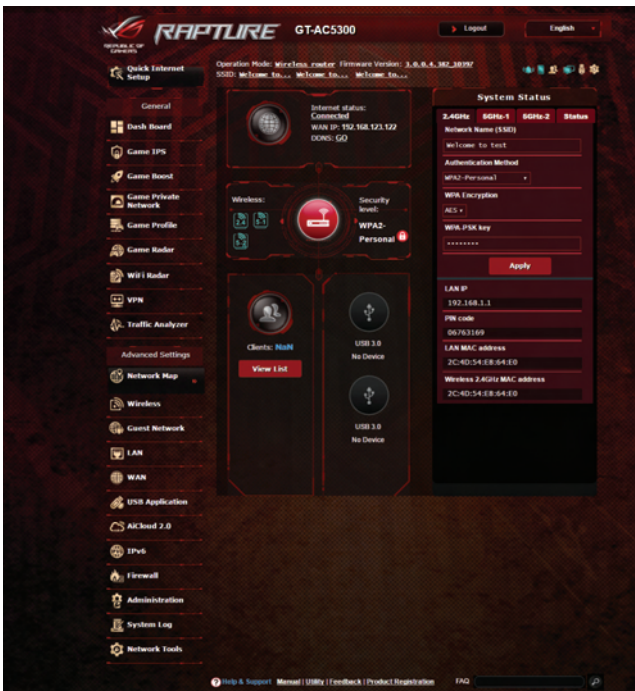 REPUBLIC OF GAMERS
RAPTURE
GT-AC5300
Logout
English
Quick Internet Setup
Operation Mode: Wireless router Firmware Version: 3.0.0.4.382_30397
SSID: Welcome to... Welcome to... Welcome to...
General
Dash Board
Game IPS
Game Boost
Game Private Network
Game Profile
Game Radar
WiFi Radar
VPN
Traffic Analyzer
Advanced Settings
Network Map
Wireless
Guest Network
LAN
WAN
USB Application
AiCloud 2.0
IPv6
Firewall
Administration
System Log
Network Tools
Internet status:
Connected
WAN IP: 192.168.123.122
DDNS: GO
Wireless:
2.4
5-1
5-2
Security level:
WPA2-Personal
Clients: NaN
View List
USB 3.0
No Device
USB 3.0
No Device
System Status
2.4GHz 5GHz-1 5GHz-2 Status
Network Name (SSID)
Welcome to test
Authentication Method
WPA2-Personal
WPA Encryption
AES
WPA-PSK key
••••••••
Apply
LAN IP
192.168.1.1
PIN code
06763169
LAN MAC address
2C:4D:54:E8:64:E0
Wireless 2.4GHz MAC address
2C:4D:54:E8:64:E0
Help & Support Manual | Utility | Feedback | Product Registration
FAQ